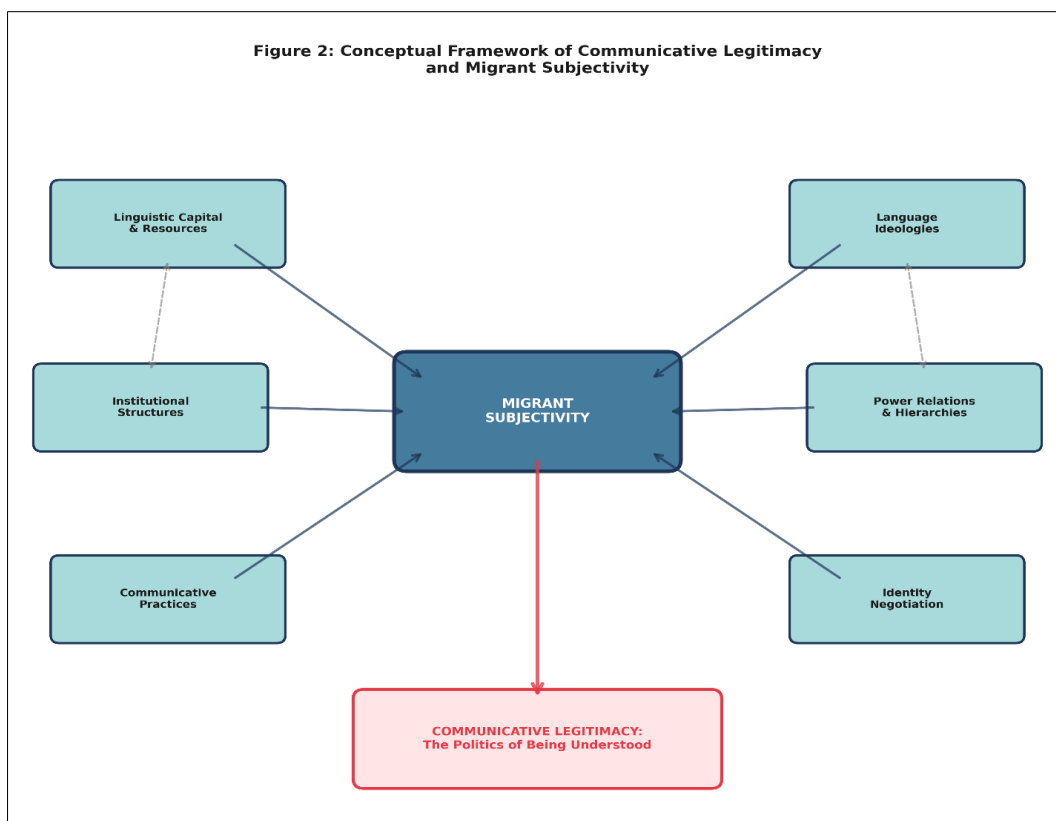 Figure 2: Conceptual Framework of Communicative Legitimacy
and Migrant Subjectivity
Linguistic Capital
& Resources
Language
Ideologies
Institutional
Structures
MIGRANT
SUBJECTIVITY
Power Relations
& Hierarchies
Communicative
Practices
Identity
Negotiation
COMMUNICATIVE LEGITIMACY:
The Politics of Being Understood